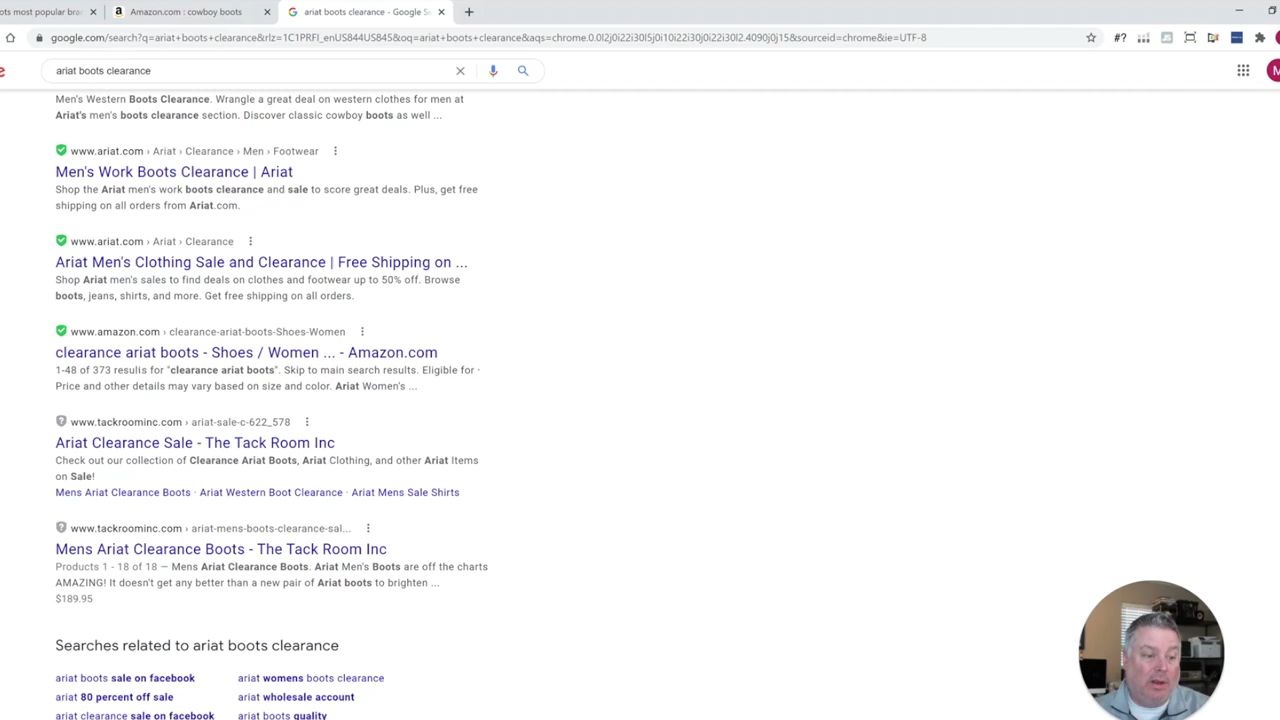 ots most popular bra
Amazon.com : cowboy boots
ariat boots clearance - Google Se
google.com/search?q=ariat+boots+clearance&rlz=1C1PRFI_enUS844US845&oq=ariat+boots+clearance&aqs=chrome.0.0l2j0i22i30l5j0i10i22i30j0i22i30l2.4090j0j15&sourceid=chrome&ie=UTF-8
#?
ariat boots clearance
Men's Western Boots Clearance. Wrangle a great deal on western clothes for men at
Ariat's men's boots clearance section. Discover classic cowboy boots as well ...
www.ariat.com › Ariat › Clearance › Men › Footwear
Men's Work Boots Clearance | Ariat
Shop the Ariat men's work boots clearance and sale to score great deals. Plus, get free
shipping on all orders from Ariat.com.
www.ariat.com › Ariat › Clearance
Ariat Men's Clothing Sale and Clearance | Free Shipping on ...
Shop Ariat men's sales to find deals on clothes and footwear up to 50% off. Browse
boots, jeans, shirts, and more. Get free shipping on all orders.
www.amazon.com › clearance-ariat-boots-Shoes-Women
clearance ariat boots - Shoes / Women ... - Amazon.com
1-48 of 373 results for "clearance ariat boots". Skip to main search results. Eligible for ·
Price and other details may vary based on size and color. Ariat Women's ...
www.tackroominc.com › ariat-sale-c-622_578
Ariat Clearance Sale - The Tack Room Inc
Check out our collection of Clearance Ariat Boots, Ariat Clothing, and other Ariat Items
on Sale!
Mens Ariat Clearance Boots · Ariat Western Boot Clearance · Ariat Mens Sale Shirts
www.tackroominc.com › ariat-mens-boots-clearance-sal...
Mens Ariat Clearance Boots - The Tack Room Inc
Products 1 - 18 of 18 — Mens Ariat Clearance Boots. Ariat Men's Boots are off the charts
AMAZING! It doesn't get any better than a new pair of Ariat boots to brighten ...
$189.95
Searches related to ariat boots clearance
ariat boots sale on facebook
ariat womens boots clearance
ariat 80 percent off sale
ariat wholesale account
ariat clearance sale on facebook
ariat boots quality